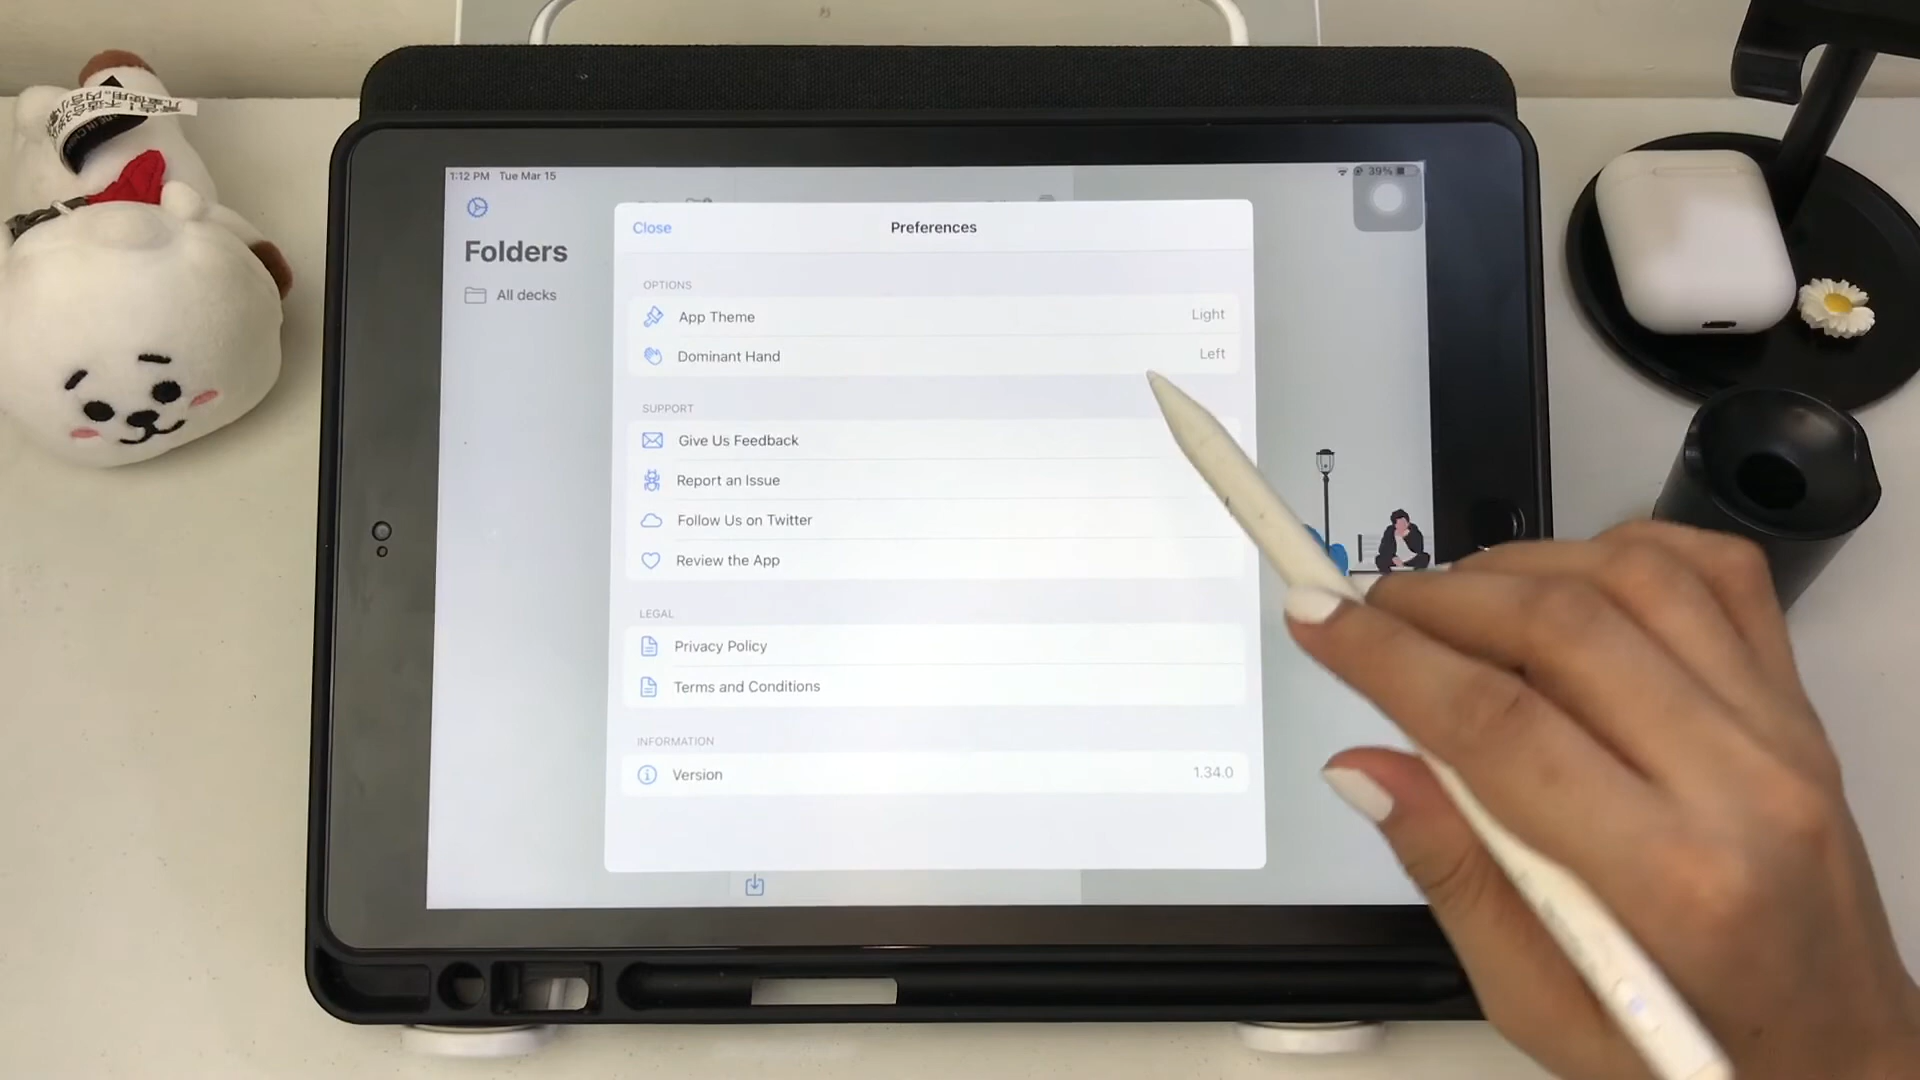 1:12 PM Tue Mar 15
39%
Folders
All decks
Close
Preferences
OPTIONS
App Theme
Light
Dominant Hand
Left
SUPPORT
Give Us Feedback
Report an Issue
Follow Us on Twitter
Review the App
LEGAL
Privacy Policy
Terms and Conditions
INFORMATION
Version
1.34.0